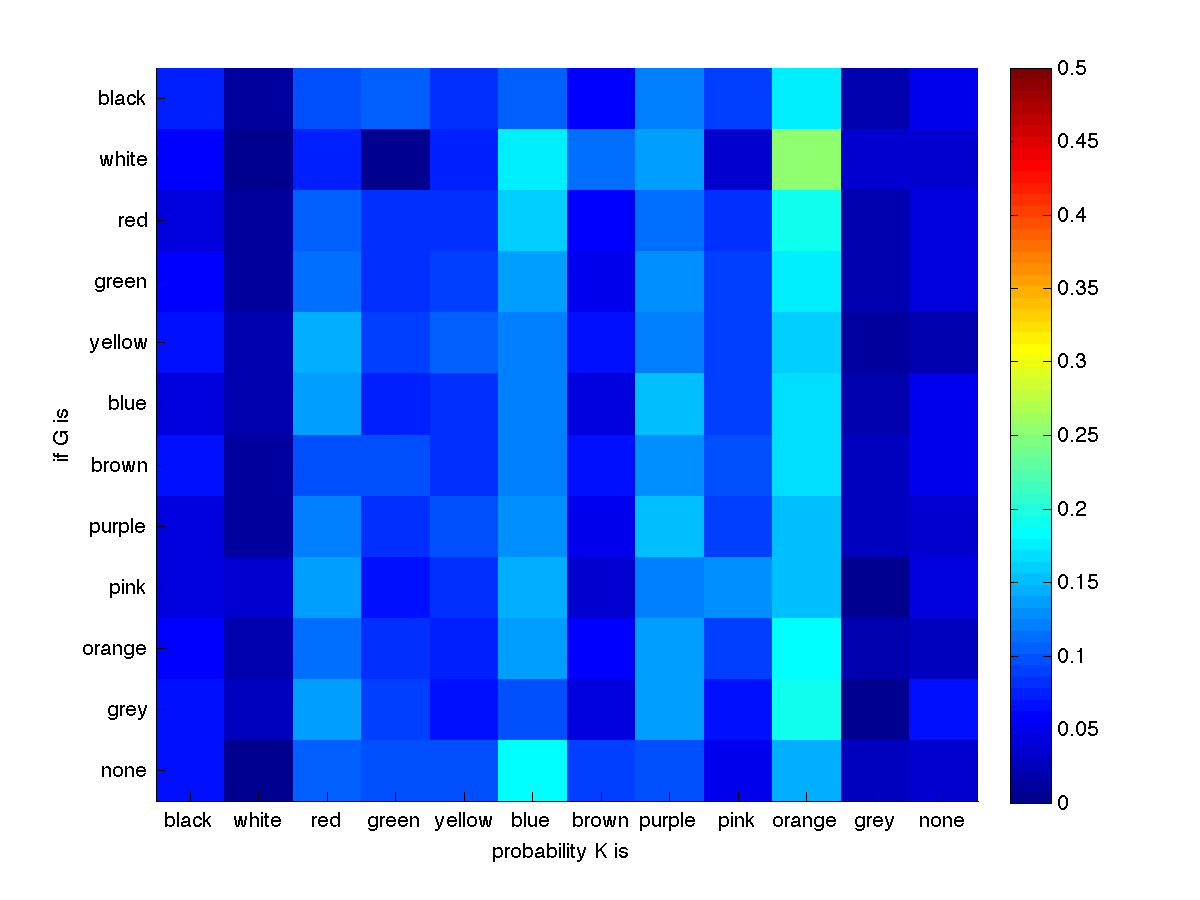 if G is
black
white
red
green
yellow
blue
brown
purple
pink
orange
grey
none
black white red green yellow blue brown purple pink orange grey none
probability K is
0.5
0.45
0.4
0.35
0.3
0.25
0.2
0.15
0.1
0.05
0